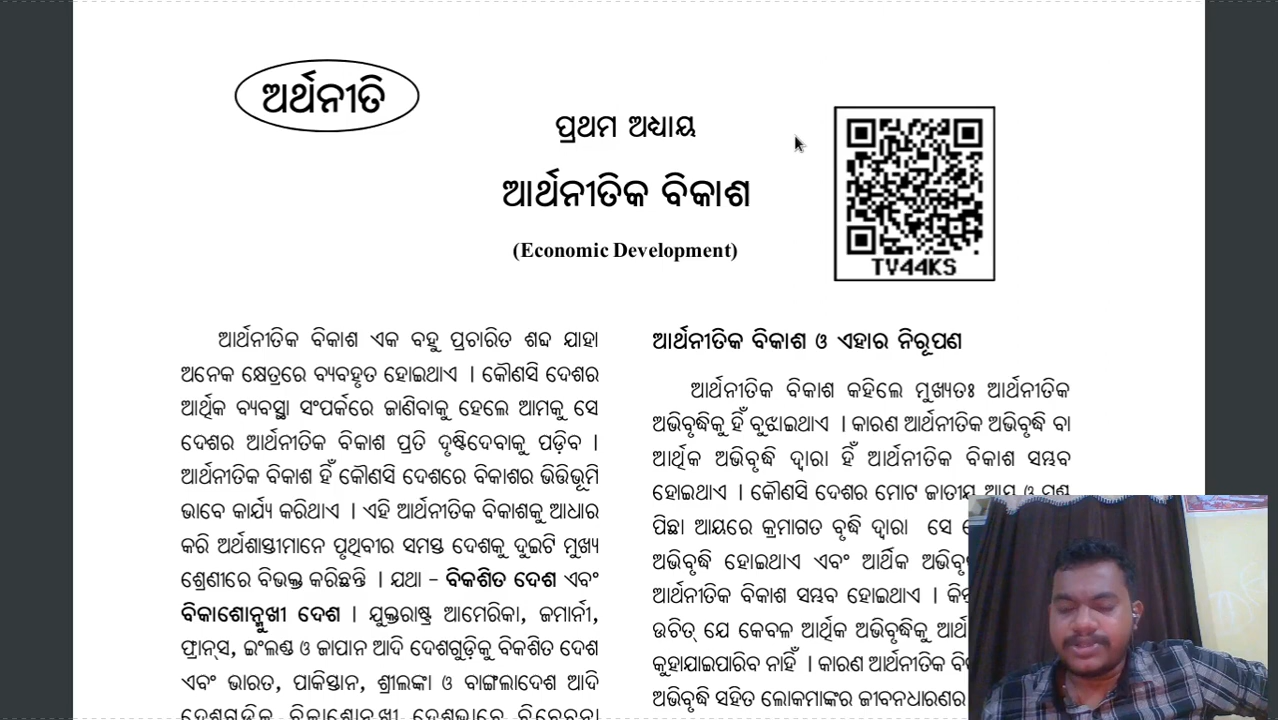 ଅର୍ଥନୀତି
ପ୍ରଥମ ଅଧ୍ୟାୟ
ଆର୍ଥନୀତିକ ବିକାଶ
(Economic Development)
TV44KS
ଆର୍ଥନୀତିକ ବିକାଶ ଏକ ବହୁ ପ୍ରଚାରିତ ଶବ୍ଦ ଯାହା
ଅନେକ କ୍ଷେତ୍ରରେ ବ୍ୟବହୃତ ହୋଇଥାଏ । କୌଣସି ଦେଶର
ଆର୍ଥିକ ବ୍ୟବସ୍ଥା ସଂପର୍କରେ ଜାଣିବାକୁ ହେଲେ ଆମକୁ ସେ
ଦେଶର ଆର୍ଥନୀତିକ ବିକାଶ ପ୍ରତି ଦୃଷ୍ଟିଦେବାକୁ ପଡ଼ିବ ।
ଆର୍ଥନୀତିକ ବିକାଶ ହିଁ କୌଣସି ଦେଶରେ ବିକାଶର ଭିତ୍ତିଭୂମି
ଭାବେ କାର୍ଯ୍ୟ କରିଥାଏ । ଏହି ଆର୍ଥନୀତିକ ବିକାଶକୁ ଆଧାର
କରି ଅର୍ଥଶାସ୍ତ୍ରୀମାନେ ପୃଥିବୀର ସମସ୍ତ ଦେଶକୁ ଦୁଇଟି ମୁଖ୍ୟ
ଶ୍ରେଣୀରେ ବିଭକ୍ତ କରିଛନ୍ତି । ଯଥା – ବିକଶିତ ଦେଶ ଏବଂ
ବିକାଶୋନ୍ମୁଖୀ ଦେଶ । ଯୁକ୍ତରାଷ୍ଟ୍ର ଆମେରିକା, ଜମାର୍ନୀ,
ଫ୍ରାନ୍‌ସ, ଇଂଲଣ୍ଡ ଓ ଜାପାନ ଆଦି ଦେଶଗୁଡ଼ିକୁ ବିକଶିତ ଦେଶ
ଏବଂ ଭାରତ, ପାକିସ୍ତାନ, ଶ୍ରୀଲଙ୍କା ଓ ବାଙ୍ଗଲାଦେଶ ଆଦି
ଆର୍ଥନୀତିକ ବିକାଶ ଓ ଏହାର ନିରୂପଣ
ଆର୍ଥନୀତିକ ବିକାଶ କହିଲେ ମୁଖ୍ୟତଃ ଆର୍ଥନୀତିକ
ଅଭିବୃଦ୍ଧିକୁ ହିଁ ବୁଝାଇଥାଏ । କାରଣ ଆର୍ଥନୀତିକ ଅଭିବୃଦ୍ଧି ବା
ଆର୍ଥିକ ଅଭିବୃଦ୍ଧି ଦ୍ୱାରା ହିଁ ଆର୍ଥନୀତିକ ବିକାଶ ସମ୍ଭବ
ହୋଇଥାଏ । କୌଣସି ଦେଶର ମୋଟ ଜାତୀୟ ଆୟ ଓ ମୁଣ୍ଡ
ପିଛା ଆୟରେ କ୍ରମାଗତ ବୃଦ୍ଧି ଦ୍ୱାରା ସେ
ଅଭିବୃଦ୍ଧି ହୋଇଥାଏ ଏବଂ ଆର୍ଥିକ
ଆର୍ଥନୀତିକ ବିକାଶ ସମ୍ଭବ ହୋଇଥାଏ ।
ଉଚିତ୍ ଯେ କେବଳ ଆର୍ଥିକ ଅଭିବୃଦ୍ଧିକୁ
କୁହାଯାଇପାରିବ ନାହିଁ । କାରଣ ଆର୍ଥନୀତିକ
ଅଭିବୃଦ୍ଧି ସହିତ ଲୋକମାଙ୍କର ଜୀବନଧାରଣର